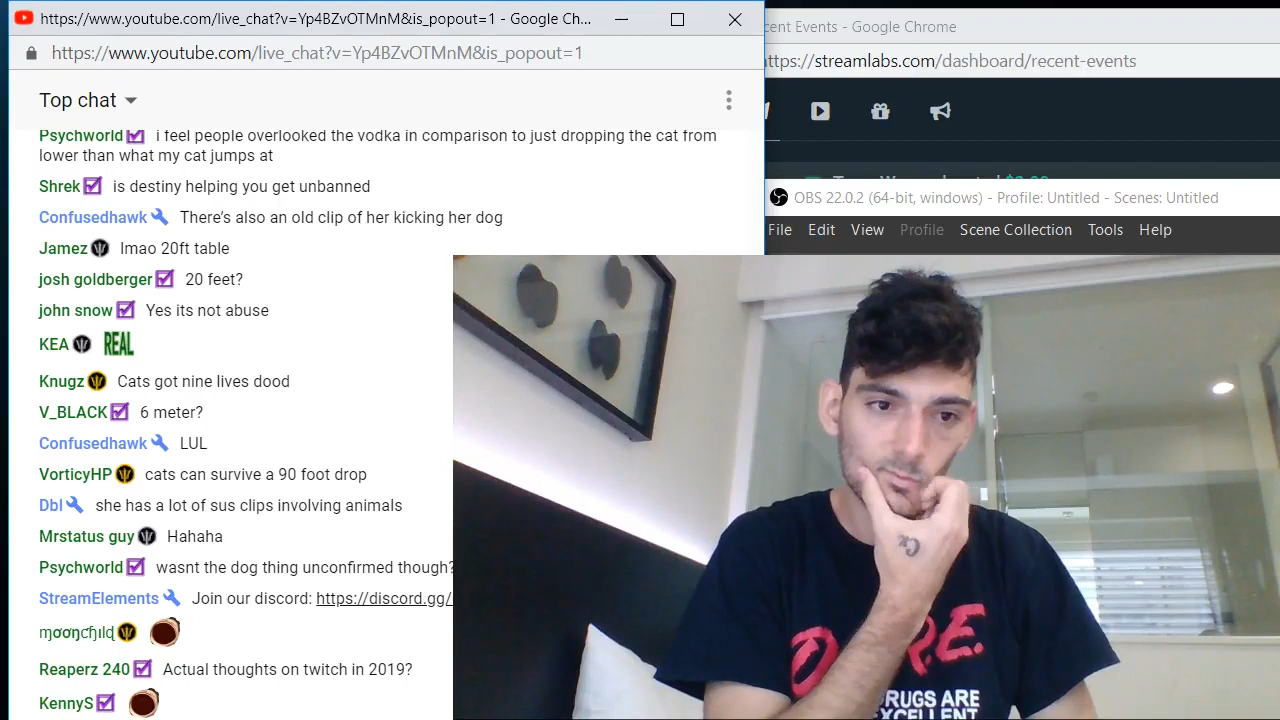 https://www.youtube.com/live_chat?v=Yp4BZvOTMnM&is_popout=1 - Google Ch...
https://www.youtube.com/live_chat?v=Yp4BZvOTMnM&is_popout=1
Top chat
Psychworld i feel people overlooked the vodka in comparison to just dropping the cat from
lower than what my cat jumps at
Shrek is destiny helping you get unbanned
Confusedhawk There's also an old clip of her kicking her dog
Jamez lmao 20ft table
josh goldberger 20 feet?
john snow Yes its not abuse
KEA REAL
Knugz Cats got nine lives dood
V_BLACK 6 meter?
Confusedhawk LUL
VorticyHP cats can survive a 90 foot drop
Dbl she has a lot of sus clips involving animals
Mrstatus guy Hahaha
Psychworld wasnt the dog thing unconfirmed though?
StreamElements Join our discord: https://discord.gg/
Reaperz 240 Actual thoughts on twitch in 2019?
KennyS
cent Events - Google Chrome
ttps://streamlabs.com/dashboard/recent-events
OBS 22.0.2 (64-bit, windows) - Profile: Untitled - Scenes: Untitled
File Edit View Profile Scene Collection Tools Help
D.A.R.E.
DRUGS ARE
EXCELLENT